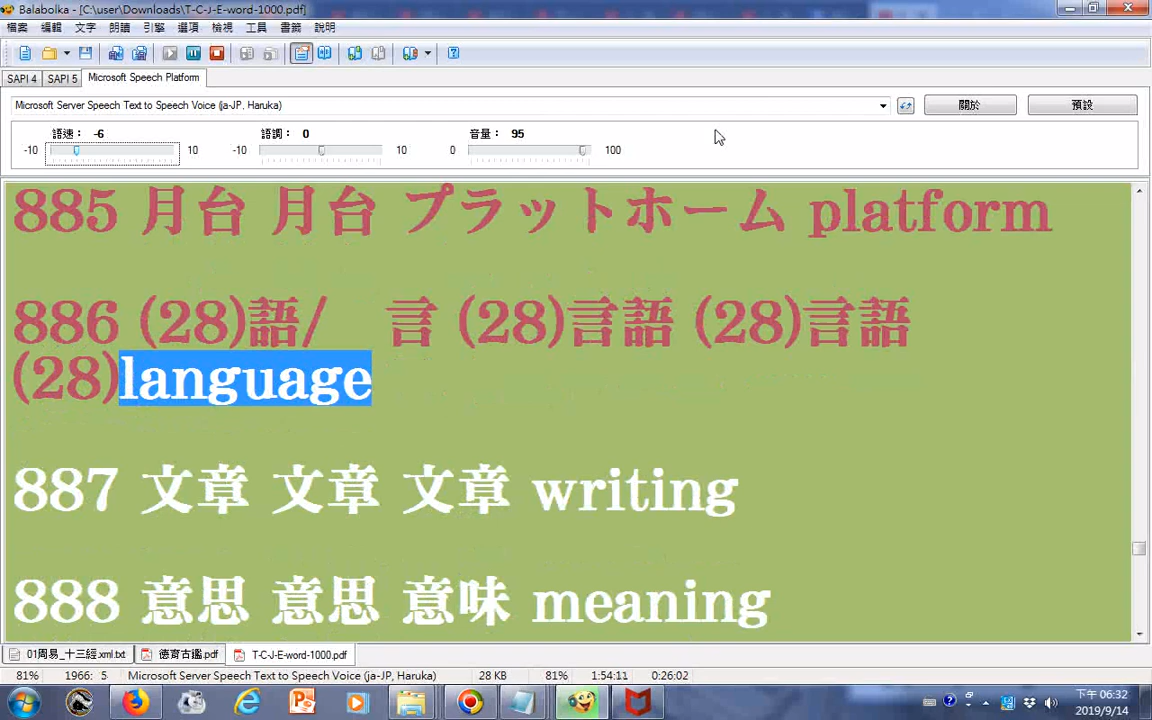 Balabolka - [C:\user\Downloads\T-C-J-E-word-1000.pdf]
檔案 編輯 文字 朗讀 引擎 選項 檢視 工具 書籤 說明
SAPI 4 SAPI 5 Microsoft Speech Platform
Microsoft Server Speech Text to Speech Voice (ja-JP, Haruka) 關於 預設
語速： -6 語調： 0 音量： 95
-10 10 -10 10 0 100
885 月台 月台 プラットホーム platform
886 (28)語/　言 (28)言語 (28)言語
(28)language
887 文章 文章 文章 writing
888 意思 意思 意味 meaning
01周易_十三經.xml.txt 德育古鑑.pdf T-C-J-E-word-1000.pdf
81% 1966: 5 Microsoft Server Speech Text to Speech Voice (ja-JP, Haruka) 28 KB 81% 1:54:11 0:26:02
下午 06:32
2019/9/14